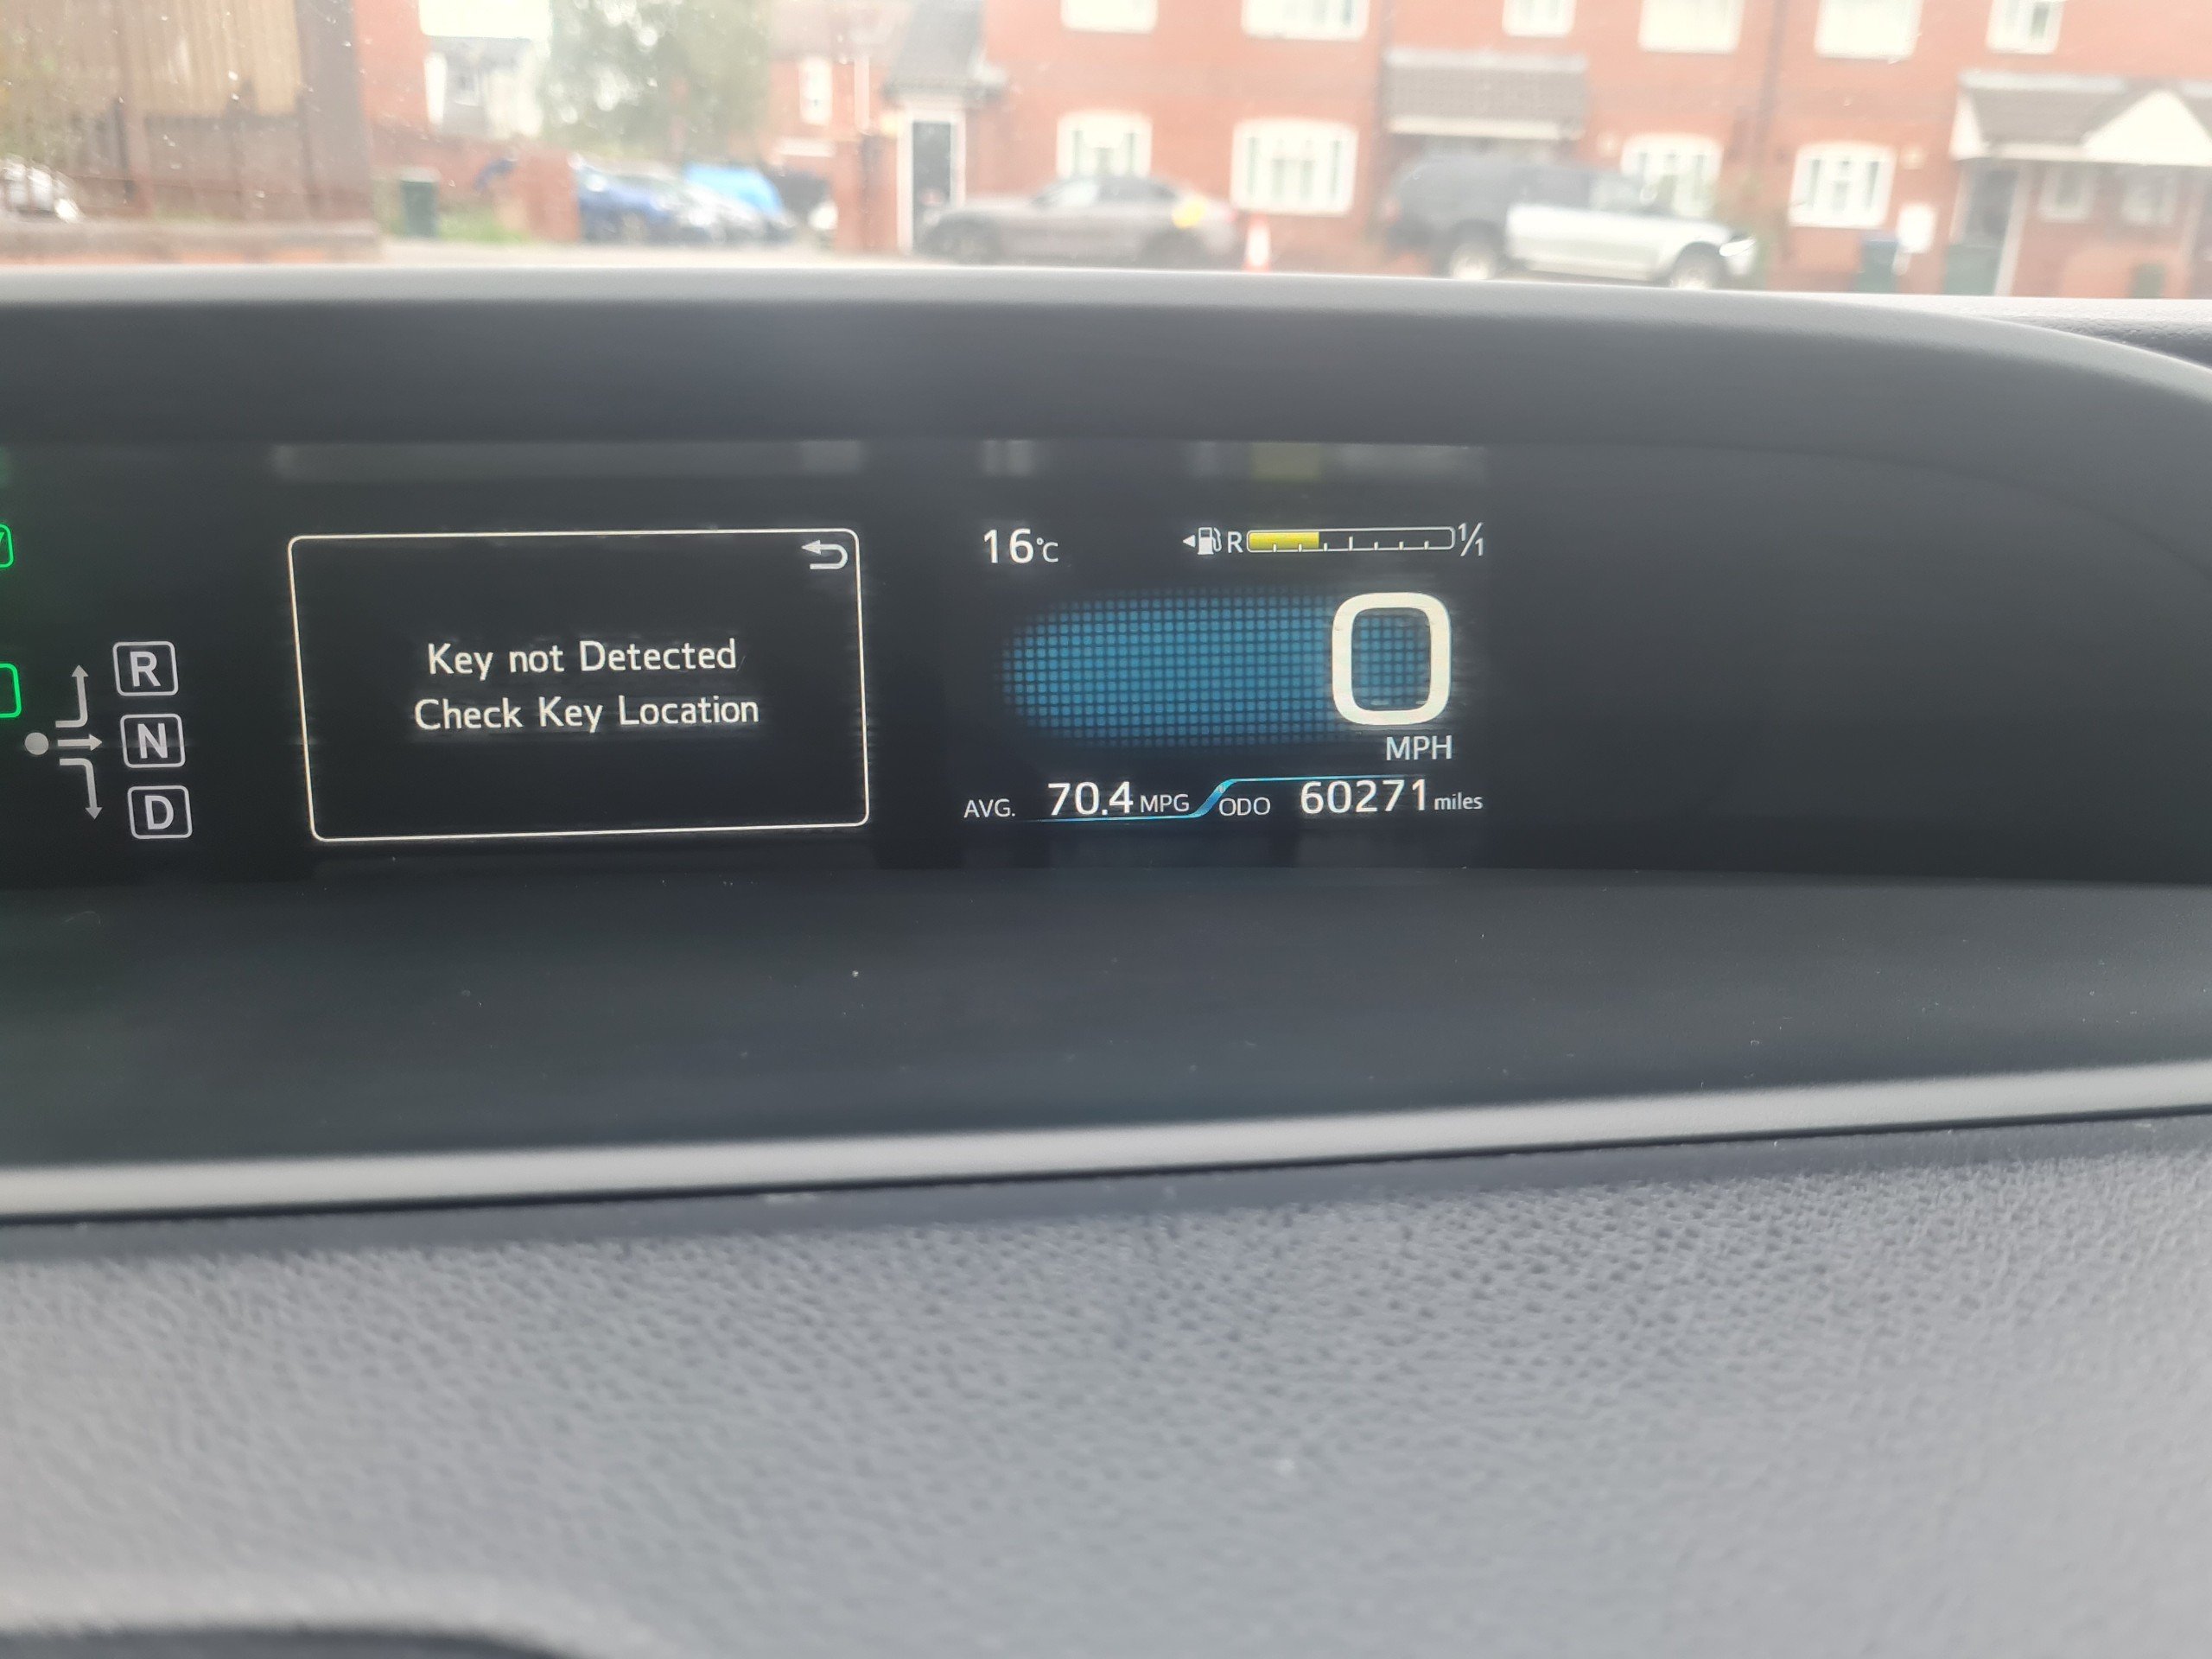 16°C
R 1/1
R
N
D
Key not Detected
Check Key Location
0
MPH
AVG. 70.4 MPG ODO 60271 miles